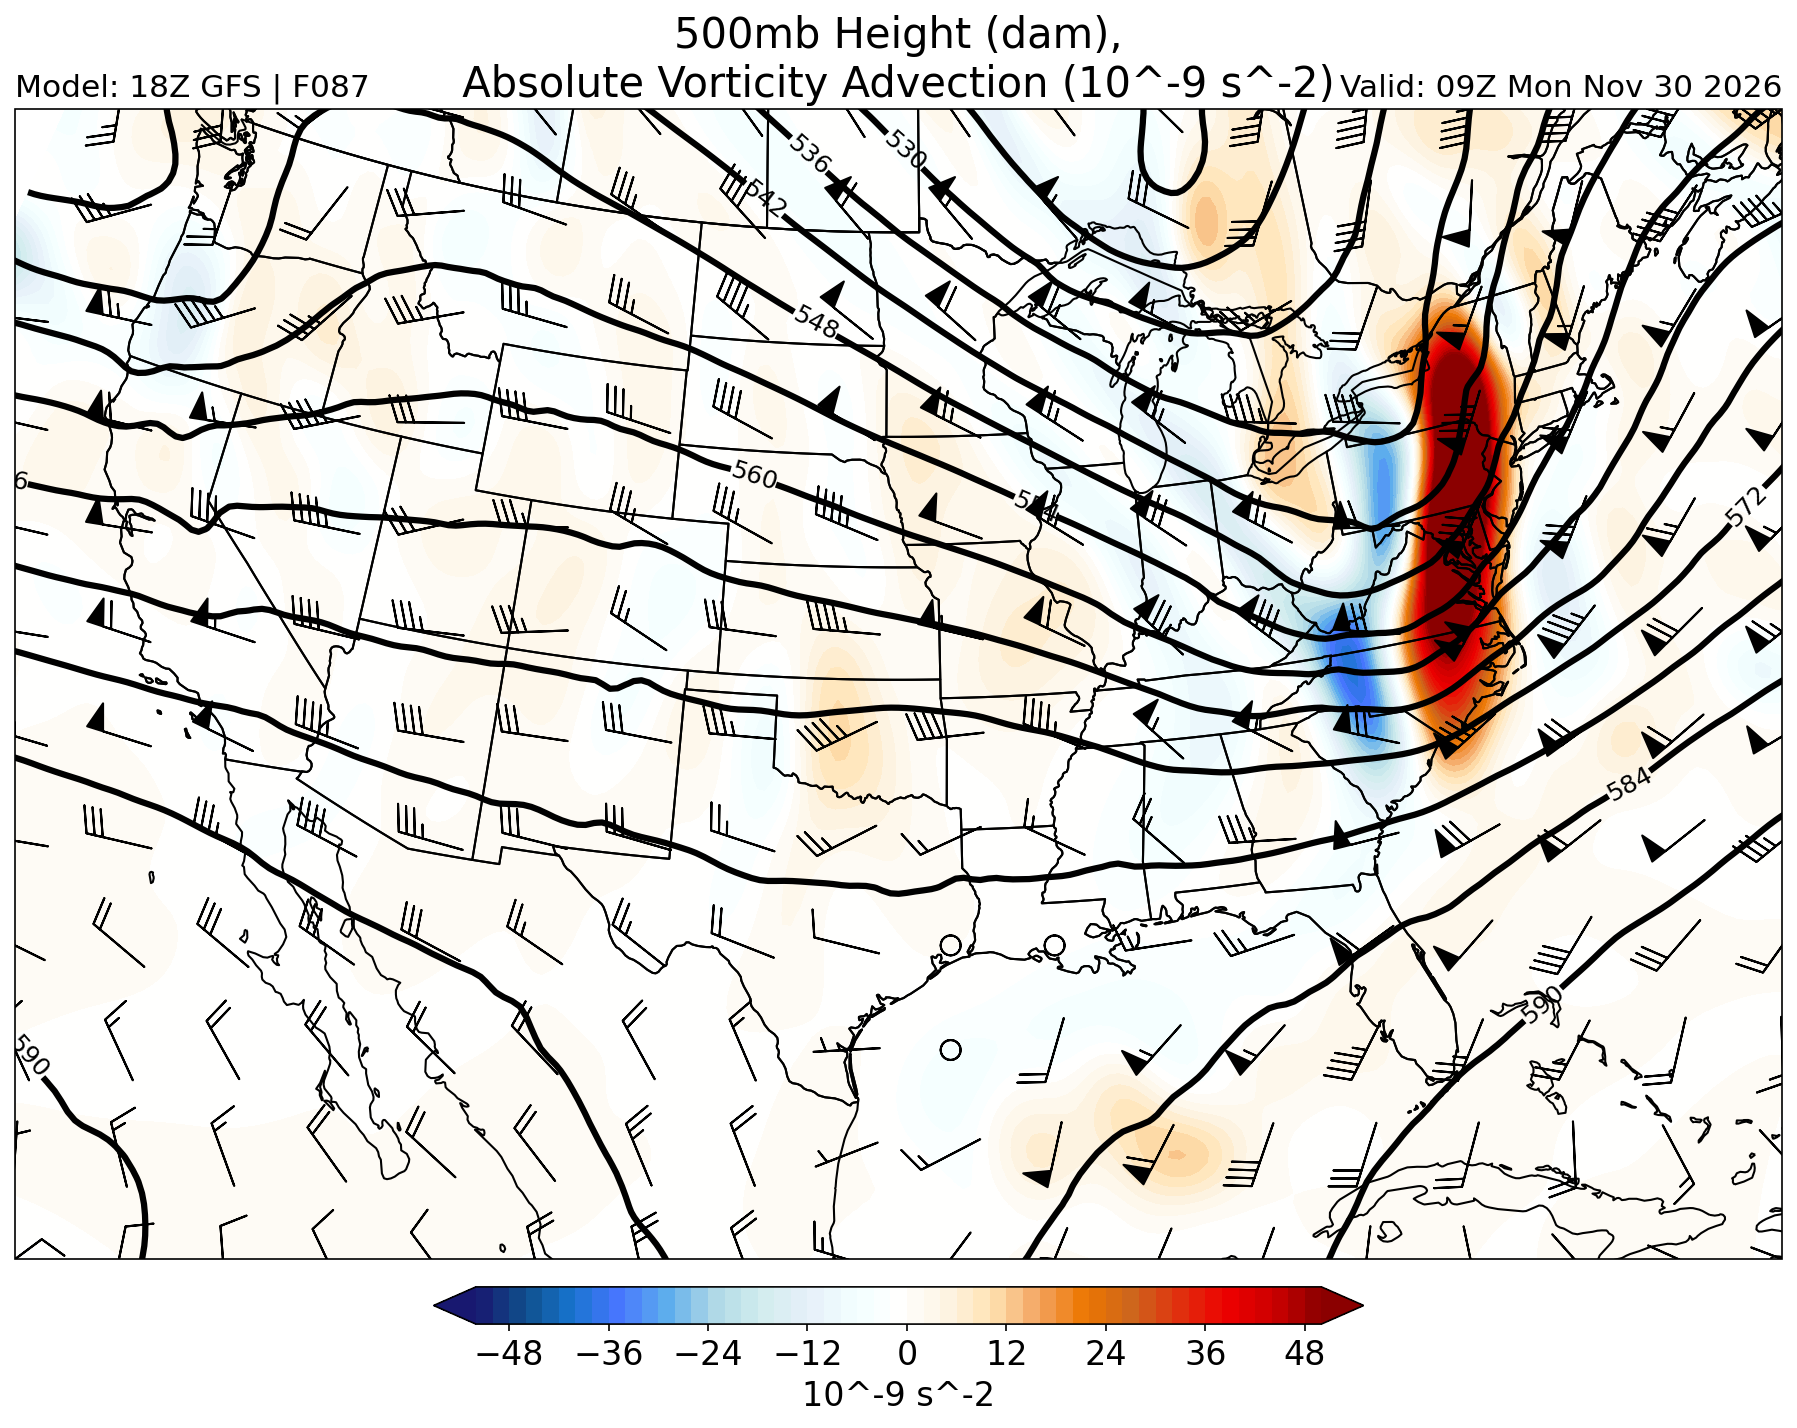 500mb Height (dam),
Model: 18Z GFS | F087
Absolute Vorticity Advection (10^-9 s^-2)
Valid: 09Z Mon Nov 30 2026
536
530
542
548
560
6
572
584
590
590
−48 −36 −24 −12 0 12 24 36 48
10^-9 s^-2